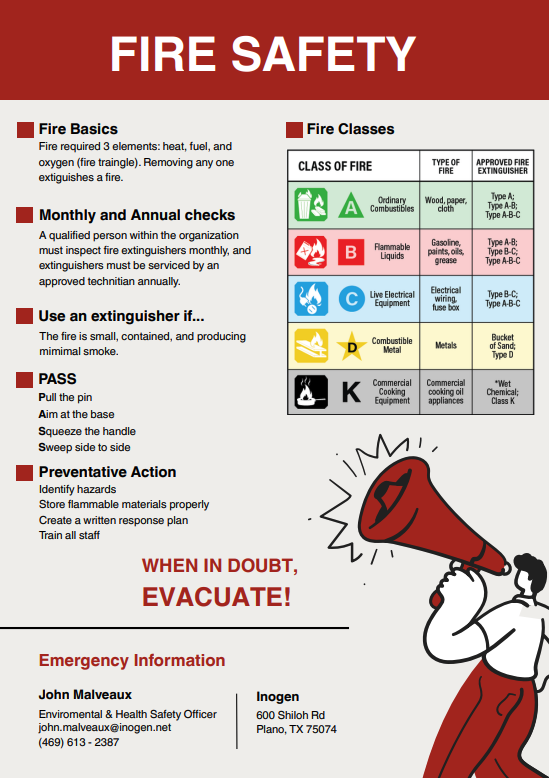 FIRE SAFETY
Fire Basics
Fire required 3 elements: heat, fuel, and
oxygen (fire traingle). Removing any one
extiguishes a fire.
Monthly and Annual checks
A qualified person within the organization
must inspect fire extinguishers monthly, and
extinguishers must be serviced by an
approved technitian annually.
Use an extinguisher if...
The fire is small, contained, and producing
mimimal smoke.
PASS
Pull the pin
Aim at the base
Squeeze the handle
Sweep side to side
Preventative Action
Identify hazards
Store flammable materials properly
Create a written response plan
Train all staff
Fire Classes
CLASS OF FIRE
TYPE OF
FIRE
APPROVED FIRE
EXTINGUISHER
A
Ordinary
Combustibles
Wood, paper,
cloth
Type A;
Type A-B;
Type A-B-C
B
Flammable
Liquids
Gasoline,
paints, oils,
grease
Type A-B;
Type B-C;
Type A-B-C
C
Live Electrical
Equipment
Electrical
wiring,
fuse box
Type B-C;
Type A-B-C
D
Combustible
Metal
Metals
Bucket
of Sand;
Type D
K
Commercial
Cooking
Equipment
Commercial
cooking oil
appliances
*Wet
Chemical;
Class K
WHEN IN DOUBT,
EVACUATE!
Emergency Information
John Malveaux
Enviromental & Health Safety Officer
john.malveaux@inogen.net
(469) 613 - 2387
Inogen
600 Shiloh Rd
Plano, TX 75074